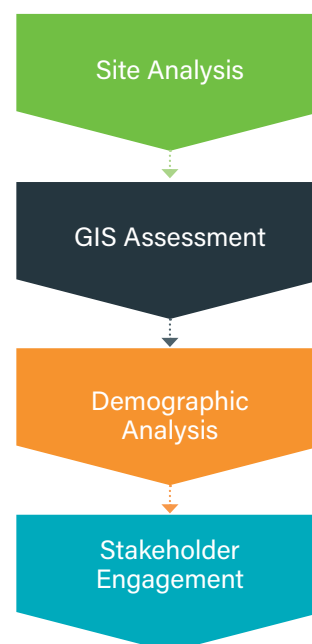 Site Analysis
GIS Assessment
Demographic
Analysis
Stakeholder
Engagement